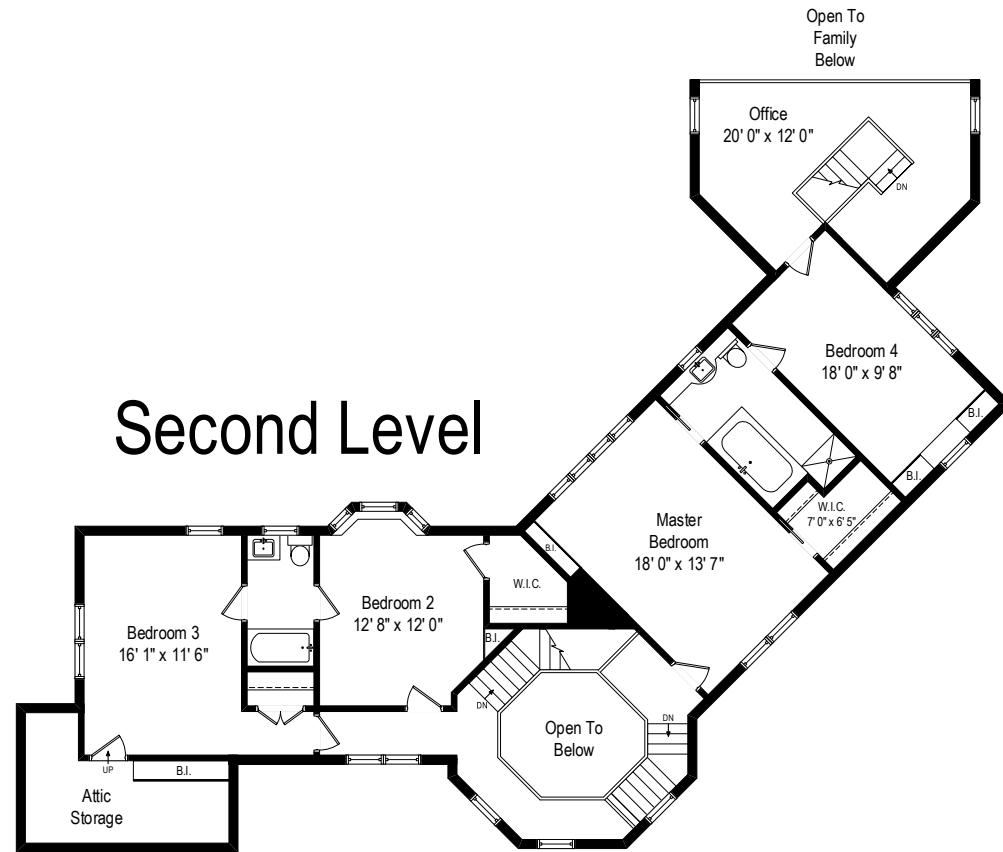 Open To
Family
Below
Office
20' 0" x 12' 0"
DN
Bedroom 4
18' 0" x 9' 8"
B.I.
B.I.
W.I.C.
7' 0" x 6' 5"
Second Level
Master
Bedroom
18' 0" x 13' 7"
B.I.
W.I.C.
Bedroom 2
12' 8" x 12' 0"
B.I.
Bedroom 3
16' 1" x 11' 6"
DN
Open To
Below
DN
UP
B.I.
Attic
Storage